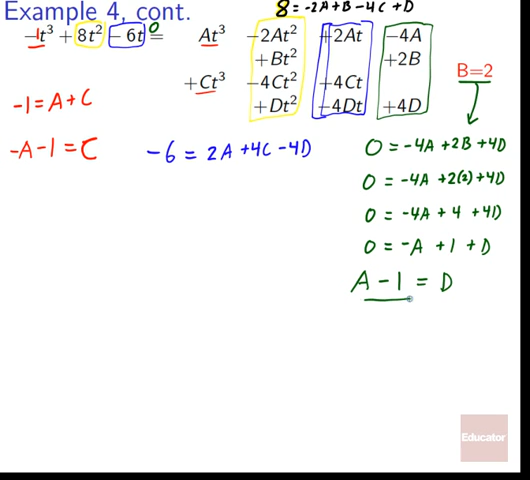 8 = -2A + B - 4C + D
Example 4, cont.
-1t³ + 8t² - 6t = 0 At³ -2At² +2At -4A
+Bt² +2B
+Ct³ -4Ct² +4Ct
+Dt² -4Dt +4D
B=2
-1 = A + C
-A - 1 = C
-6 = 2A + 4C - 4D
0 = -4A + 2B + 4D
0 = -4A + 2(2) + 4D
0 = -4A + 4 + 4D
0 = -A + 1 + D
A - 1 = D
Educator